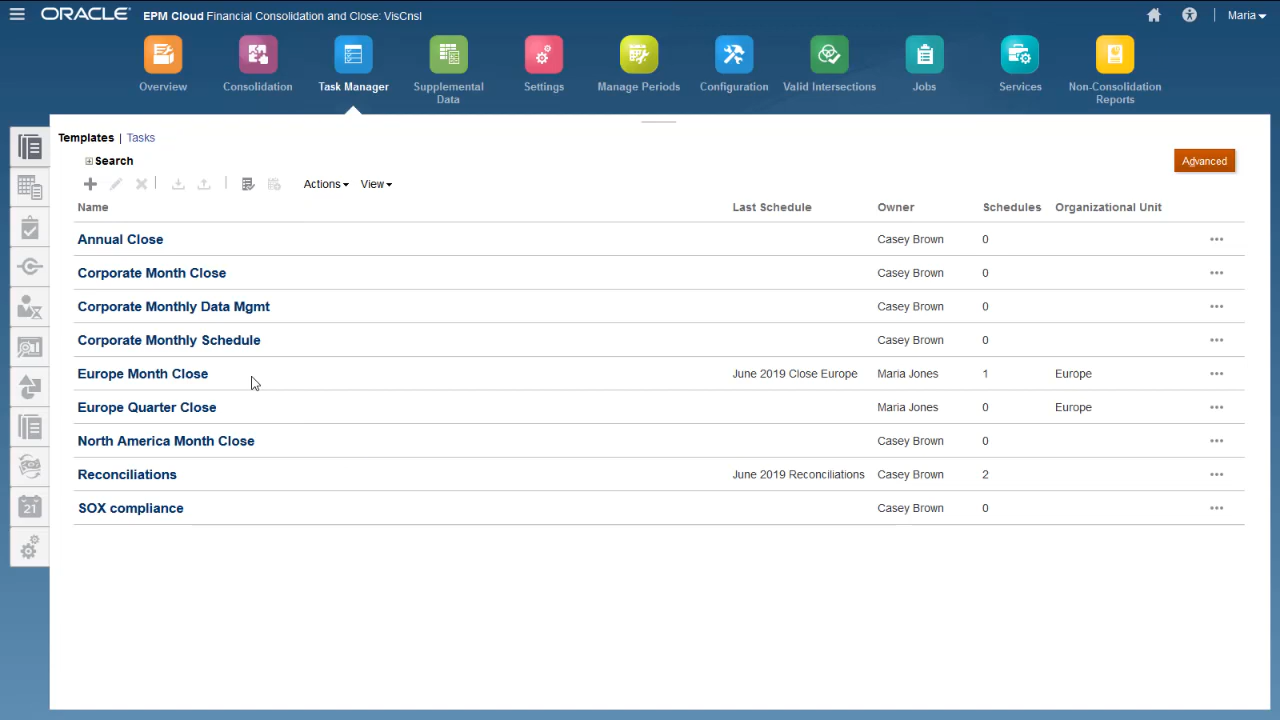 ORACLE® EPM Cloud Financial Consolidation and Close: VisCnsl Maria
Overview Consolidation Task Manager Supplemental Data Settings Manage Periods Configuration Valid Intersections Jobs Services Non-Consolidation Reports
Templates | Tasks
Search
Advanced
Actions View
Name Last Schedule Owner Schedules Organizational Unit
Annual Close Casey Brown 0
Corporate Month Close Casey Brown 0
Corporate Monthly Data Mgmt Casey Brown 0
Corporate Monthly Schedule Casey Brown 0
Europe Month Close June 2019 Close Europe Maria Jones 1 Europe
Europe Quarter Close Maria Jones 0 Europe
North America Month Close Casey Brown 0
Reconciliations June 2019 Reconciliations Casey Brown 2
SOX compliance Casey Brown 0
21